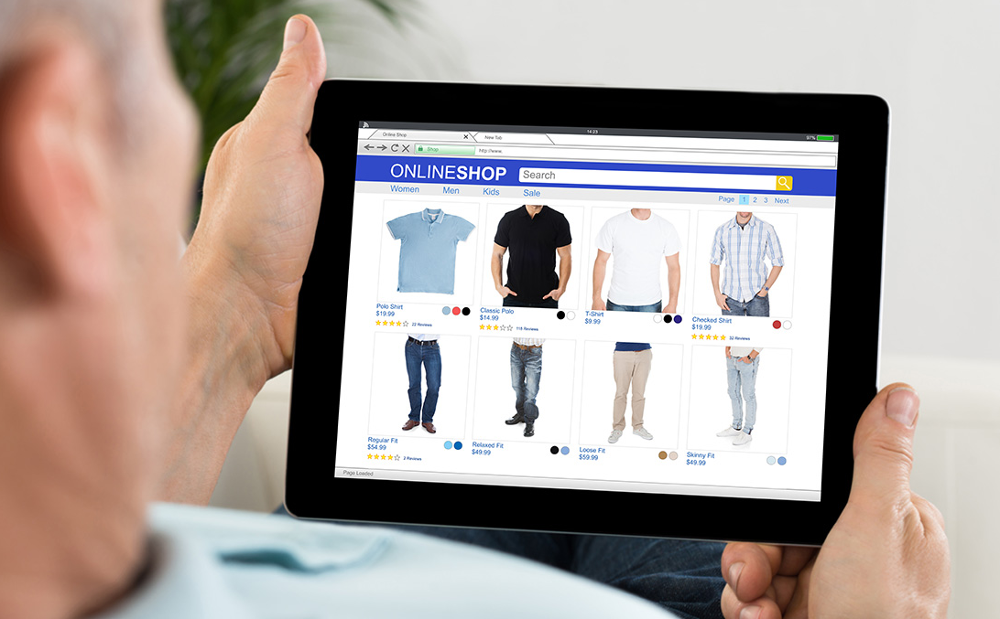 14:23
97%
Online Shop
New Tab
Shop
http://www.
ONLINESHOP
Search
Women Men Kids Sale
Page 1 2 3 Next
Polo Shirt
$19.99
22 Reviews
Classic Polo
$14.99
118 Reviews
T-Shirt
$9.99
Checked Shirt
$19.99
32 Reviews
Regular Fit
$54.99
2 Reviews
Relaxed Fit
$49.99
Loose Fit
$59.99
Skinny Fit
$49.99
Page Loaded